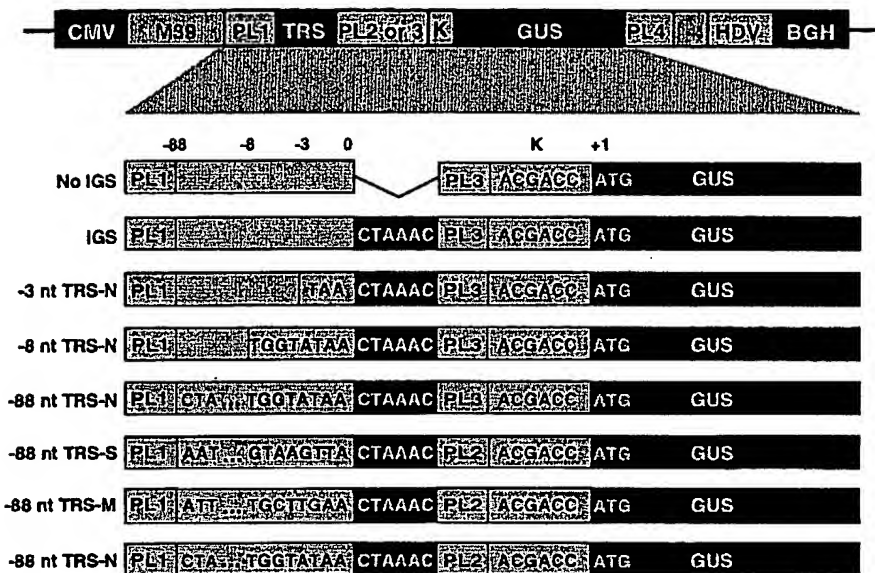 CMV M39 PL1 TRS PL2 or 3 K GUS PL4 HDV BGH
-88 -8 -3 0 K +1
No IGS PL1 PL3 ACGACC ATG GUS
IGS PL1 CTAAAC PL3 ACGACC ATG GUS
-3 nt TRS-N PL1 TAA CTAAAC PL3 ACGACC ATG GUS
-8 nt TRS-N PL1 TGGTATAA CTAAAC PL3 ACGACC ATG GUS
-88 nt TRS-N PL1 CTA.... TGGTATAA CTAAAC PL3 ACGACC ATG GUS
-88 nt TRS-S PL1 AAT.... GTAAGTTA CTAAAC PL2 ACGACC ATG GUS
-88 nt TRS-M PL1 ATT.... TGCTTGAA CTAAAC PL2 ACGACC ATG GUS
-88 nt TRS-N PL1 CTA.... TGGTATAA CTAAAC PL2 ACGACC ATG GUS